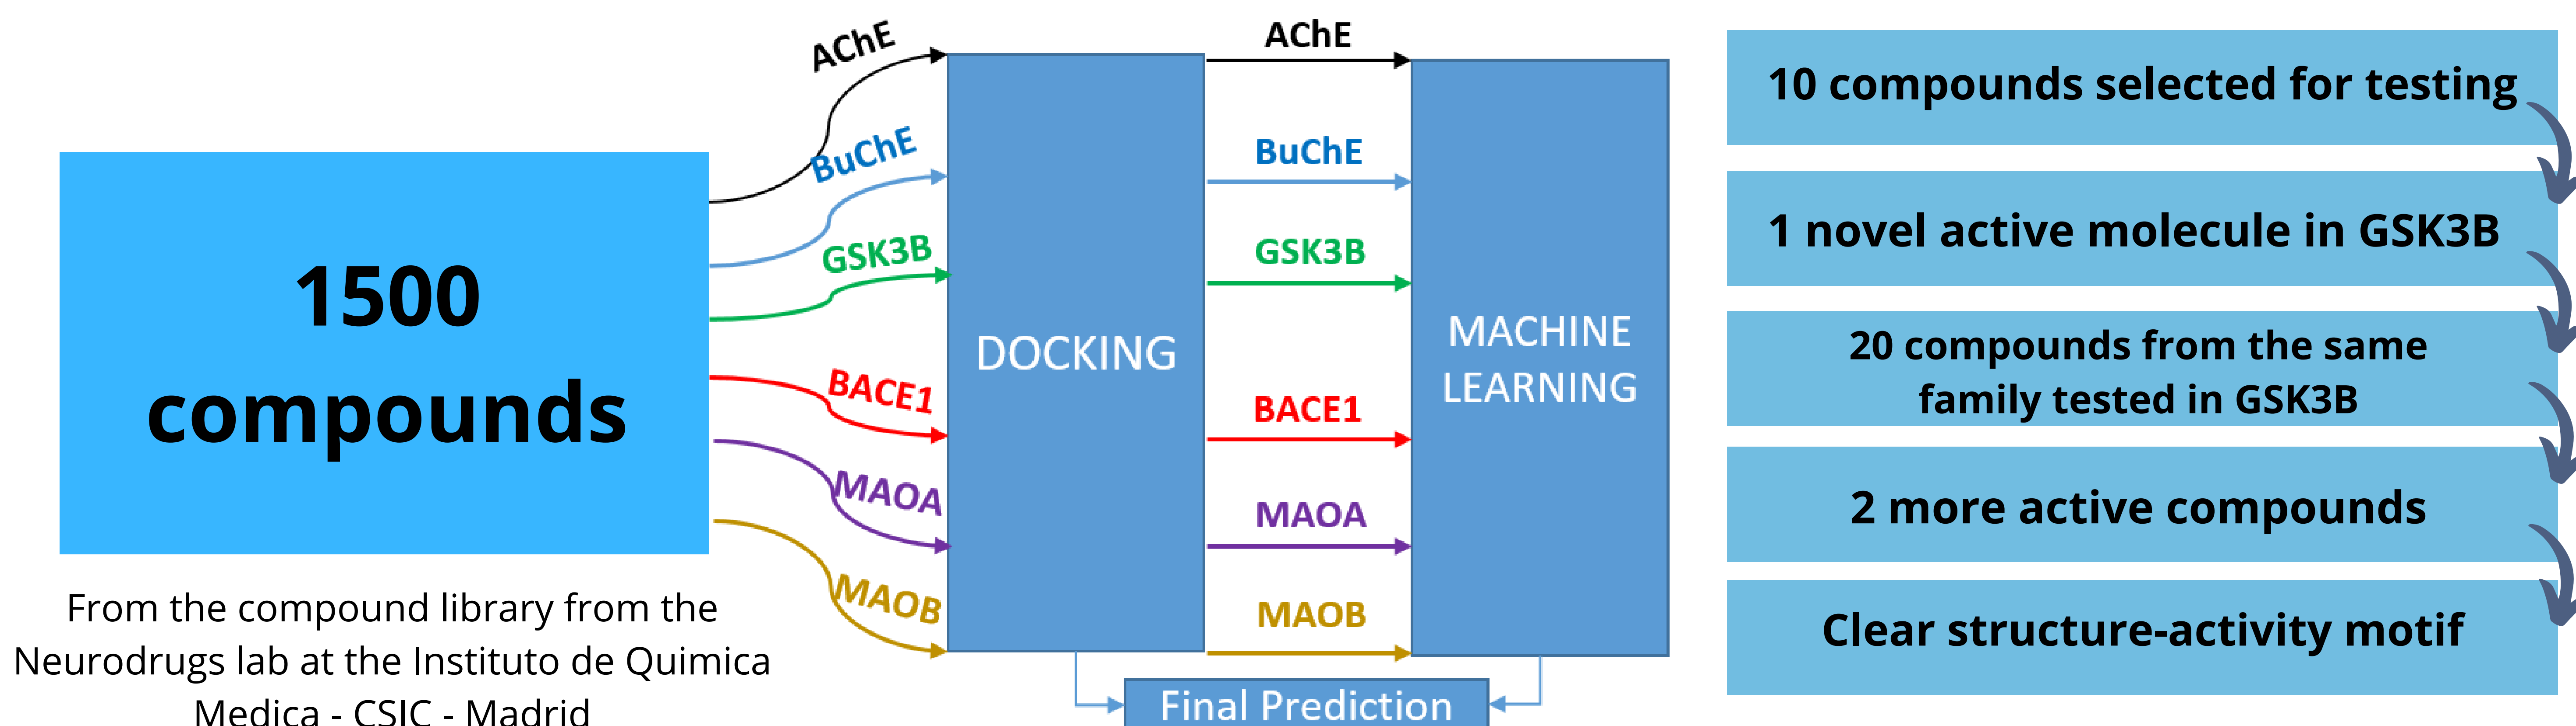 1500
compounds
From the compound library from the
Neurodrugs lab at the Instituto de Quimica
Medica - CSIC - Madrid
AChE
BuChE
GSK3B
BACE1
MAOA
MAOB
DOCKING
AChE
BuChE
GSK3B
BACE1
MAOA
MAOB
MACHINE
LEARNING
Final Prediction
10 compounds selected for testing
1 novel active molecule in GSK3B
20 compounds from the same
family tested in GSK3B
2 more active compounds
Clear structure-activity motif